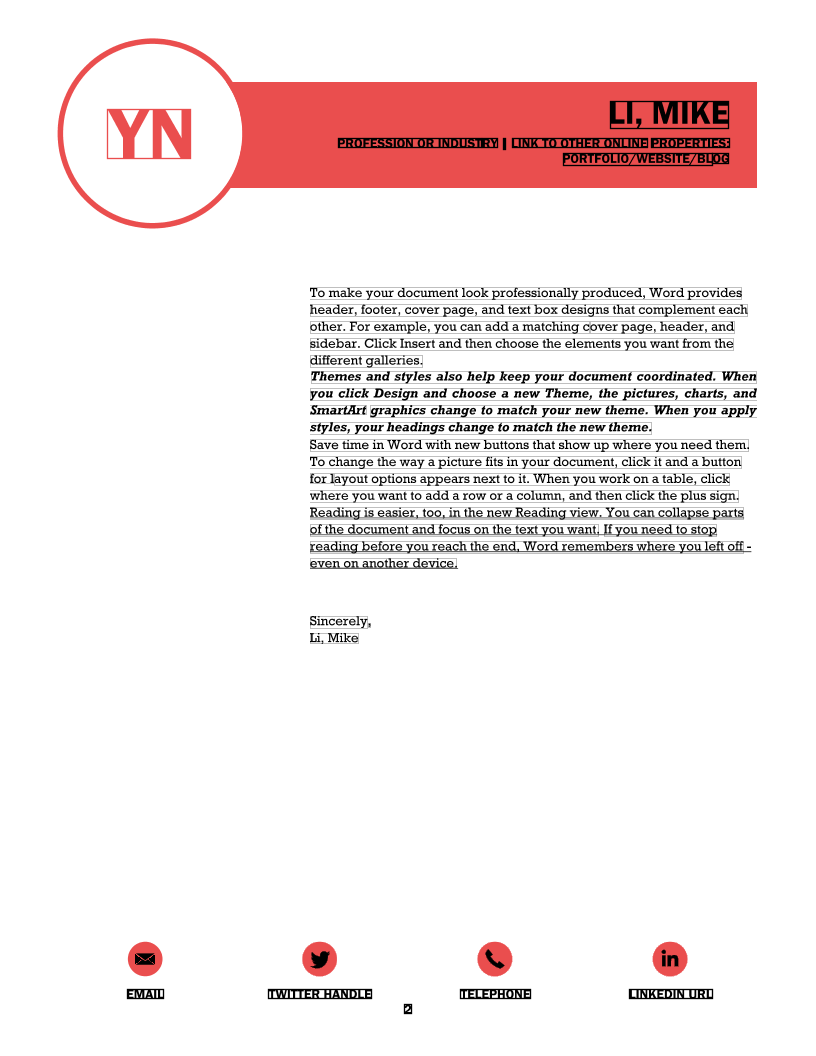 YN
LI, MIKE
PROFESSION OR INDUSTRY | LINK TO OTHER ONLINE PROPERTIES:
PORTFOLIO/WEBSITE/BLOG
To make your document look professionally produced, Word provides
header, footer, cover page, and text box designs that complement each
other. For example, you can add a matching cover page, header, and
sidebar. Click Insert and then choose the elements you want from the
different galleries.
Themes and styles also help keep your document coordinated. When
you click Design and choose a new Theme, the pictures, charts, and
SmartArt graphics change to match your new theme. When you apply
styles, your headings change to match the new theme.
Save time in Word with new buttons that show up where you need them.
To change the way a picture fits in your document, click it and a button
for layout options appears next to it. When you work on a table, click
where you want to add a row or a column, and then click the plus sign.
Reading is easier, too, in the new Reading view. You can collapse parts
of the document and focus on the text you want. If you need to stop
reading before you reach the end, Word remembers where you left off -
even on another device.
Sincerely,
Li, Mike
in
EMAIL TWITTER HANDLE TELEPHONE LINKEDIN URL
2